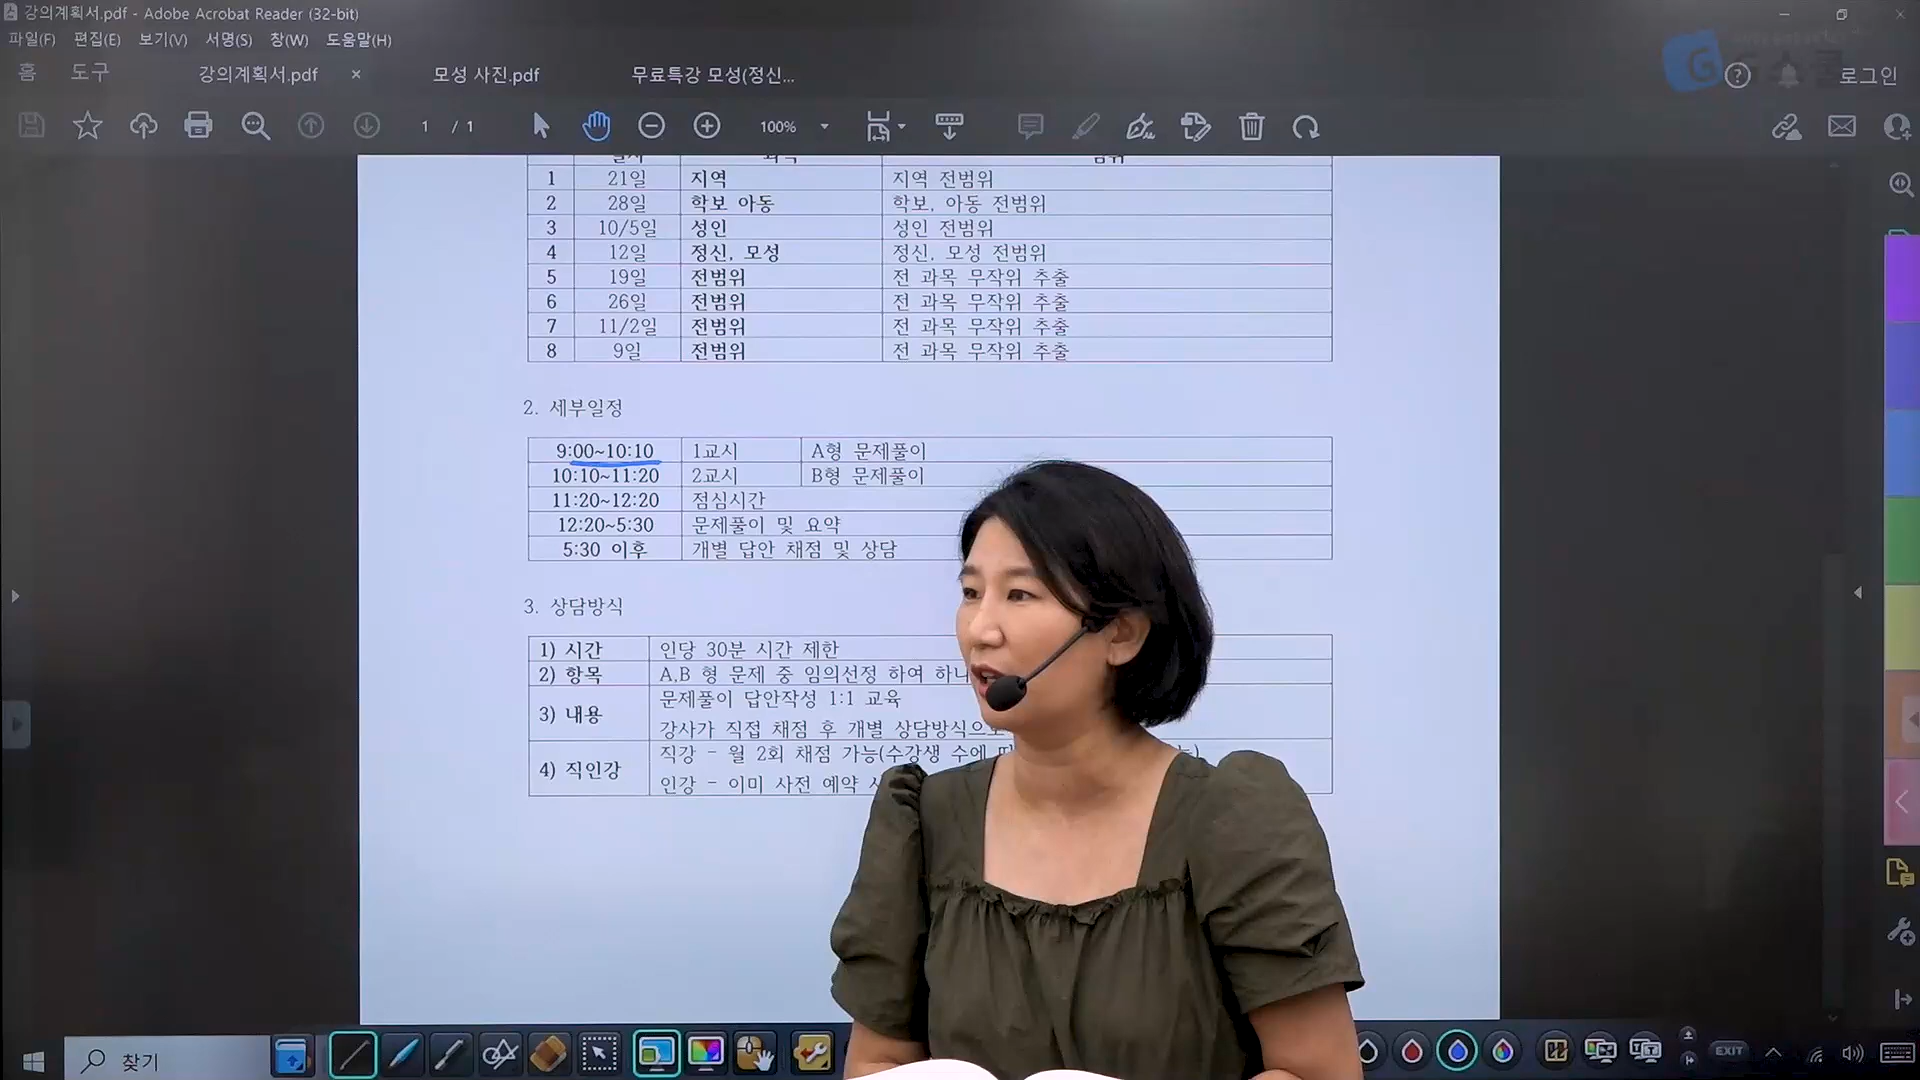 강의계획서.pdf - Adobe Acrobat Reader (32-bit)
파일(F) 편집(E) 보기(V) 서명(S) 창(W) 도움말(H)
홈 도구 강의계획서.pdf × 모성 사진.pdf 무료특강 모성(정신... 로그인
1 / 1 100%
1 21일 지역 지역 전범위
2 28일 학보 아동 학보, 아동 전범위
3 10/5일 성인 성인 전범위
4 12일 정신, 모성 정신, 모성 전범위
5 19일 전범위 전 과목 무작위 추출
6 26일 전범위 전 과목 무작위 추출
7 11/2일 전범위 전 과목 무작위 추출
8 9일 전범위 전 과목 무작위 추출
2. 세부일정
9:00~10:10 1교시 A형 문제풀이
10:10~11:20 2교시 B형 문제풀이
11:20~12:20 점심시간
12:20~5:30 문제풀이 및 요약
5:30 이후 개별 답안 채점 및 상담
3. 상담방식
1) 시간 인당 30분 시간 제한
2) 항목 A,B 형 문제 중 임의선정 하여
3) 내용 문제풀이 답안작성 1:1 교육
강사가 직접 채점 후 개별 상담방식으로
4) 직인강 직강 - 월 2회 채점 가능(수강생 수에
인강 - 이미 사전 예약
찾기
EXIT